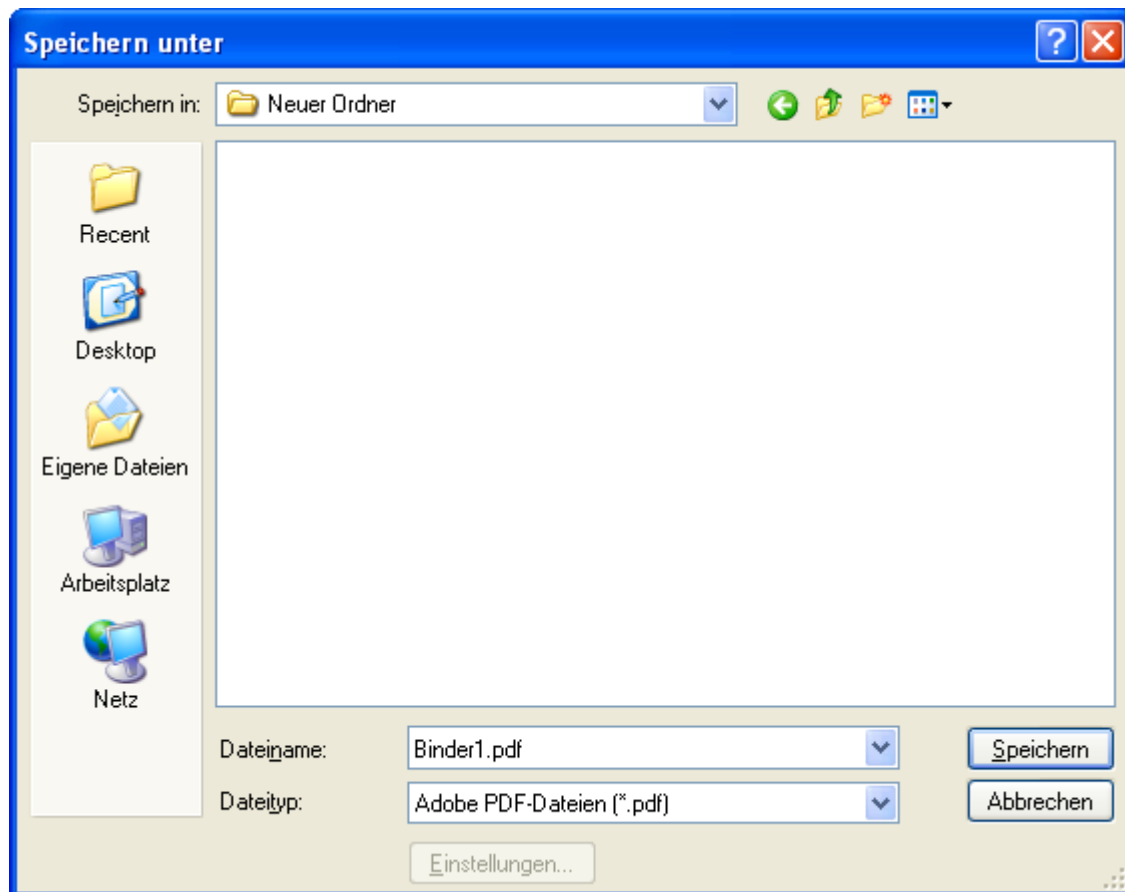 Speichern unter
Speichern in: Neuer Ordner
Recent
Desktop
Eigene Dateien
Arbeitsplatz
Netz
Dateiname: Binder1.pdf Speichern
Dateityp: Adobe PDF-Dateien (*.pdf) Abbrechen
Einstellungen...